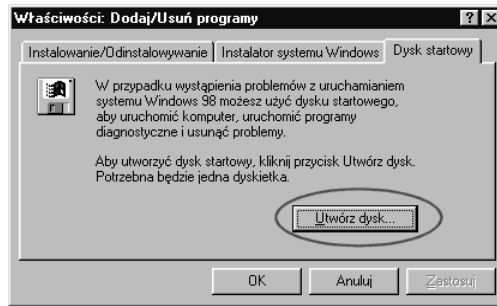 Właściwości: Dodaj/Usuń programy
Instalowanie/Odinstalowywanie Instalator systemu Windows Dysk startowy
W przypadku wystąpienia problemów z uruchamianiem
systemu Windows 98 możesz użyć dysku startowego,
aby uruchomić komputer, uruchomić programy
diagnostyczne i usunąć problemy.
Aby utworzyć dysk startowy, kliknij przycisk Utwórz dysk.
Potrzebna będzie jedna dyskietka.
Utwórz dysk...
OK Anuluj Zastosuj